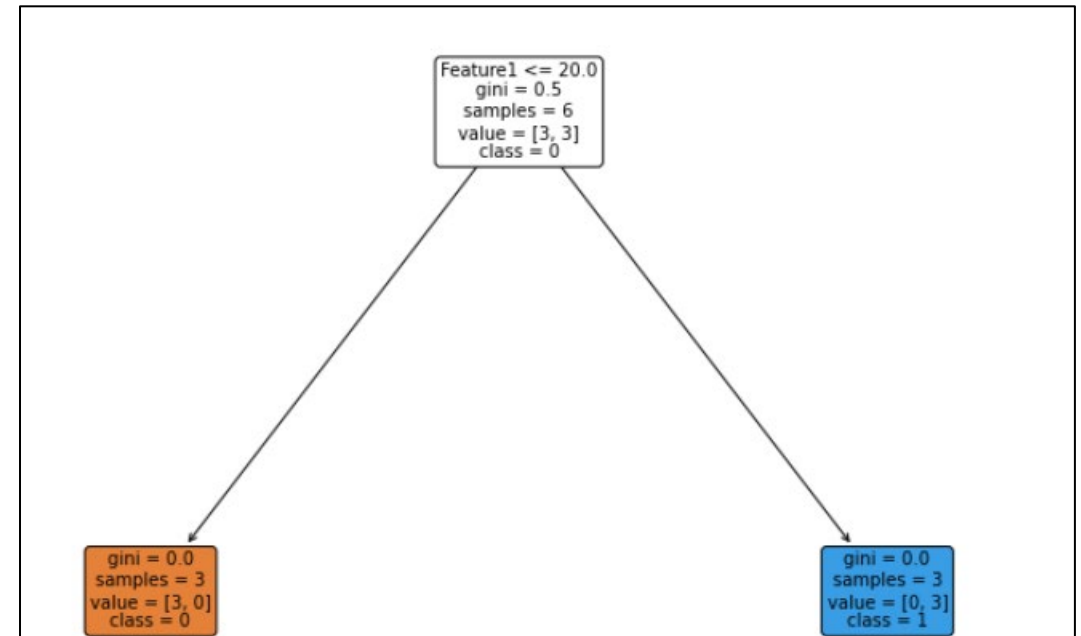 Feature1 <= 20.0
gini = 0.5
samples = 6
value = [3, 3]
class = 0
gini = 0.0
samples = 3
value = [3, 0]
class = 0
gini = 0.0
samples = 3
value = [0, 3]
class = 1